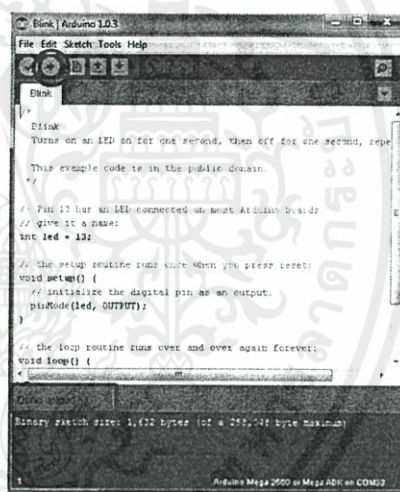 Blink | Arduino 1.0.3
File Edit Sketch Tools Help
Blink
/*
Blink
Turns on an LED on for one second, then off for one second, repe
This example code is in the public domain.
*/
// Pin 13 has an LED connected on most Arduino boards
// give it a name:
int led = 13;
// the setup routine runs once when you press reset:
void setup() {
// initialize the digital pin as an output.
pinMode(led, OUTPUT);
}
// the loop routine runs over and over again forever:
void loop() {
Done uploading
Binary sketch size: 1,632 bytes (of a byte maximum)
1
Arduino Mega 2560 or Mega ADK on COM32